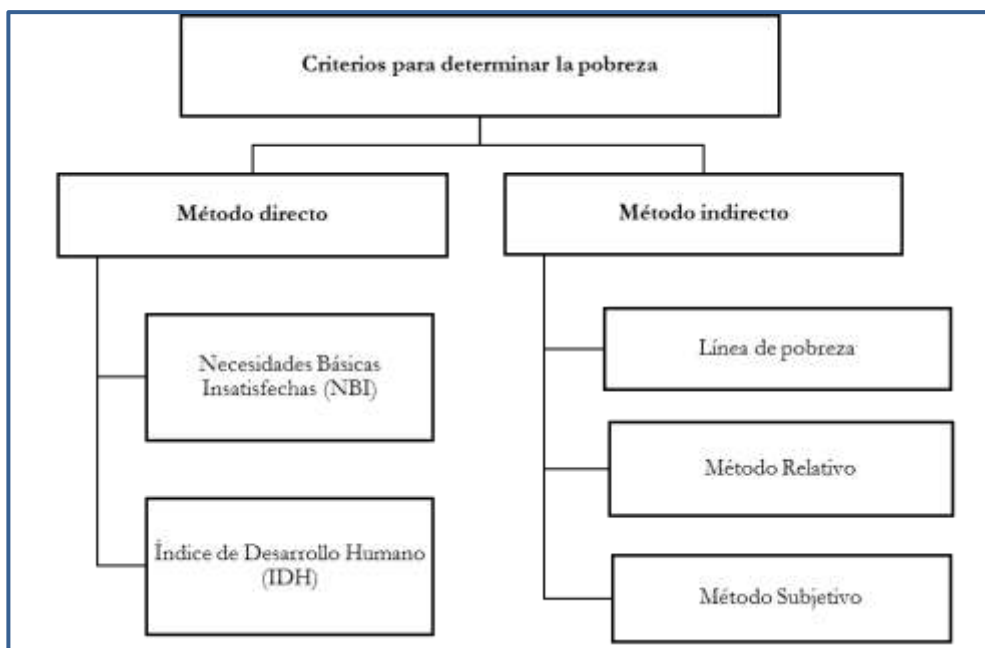 Criterios para determinar la pobreza
Método directo
Necesidades Básicas
Insatisfechas (NBI)
Índice de Desarrollo Humano
(IDH)
Método indirecto
Línea de pobreza
Método Relativo
Método Subjetivo